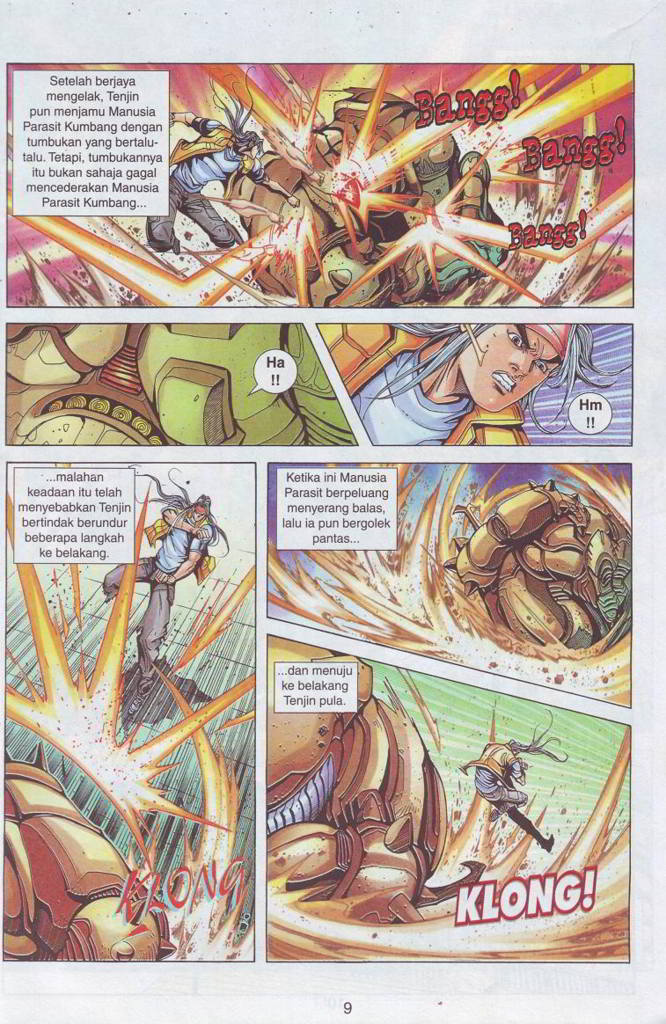 Setelah berjaya
mengelak, Tenjin
pun menjamu Manusia
Parasit Kumbang dengan
tumbukan yang bertalu-
talu. Tetapi, tumbukannya
itu bukan sahaja gagal
mencederakan Manusia
Parasit Kumbang...
Bangg!
Bangg!
Bangg!
Ha
!!
Hm
!!
...malahan
keadaan itu telah
menyebabkan Tenjin
bertindak berundur
beberapa langkah
ke belakang.
KLONG
Ketika ini Manusia
Parasit berpeluang
menyerang balas,
lalu ia pun bergolek
pantas...
...dan menuju
ke belakang
Tenjin pula.
KLONG!
9